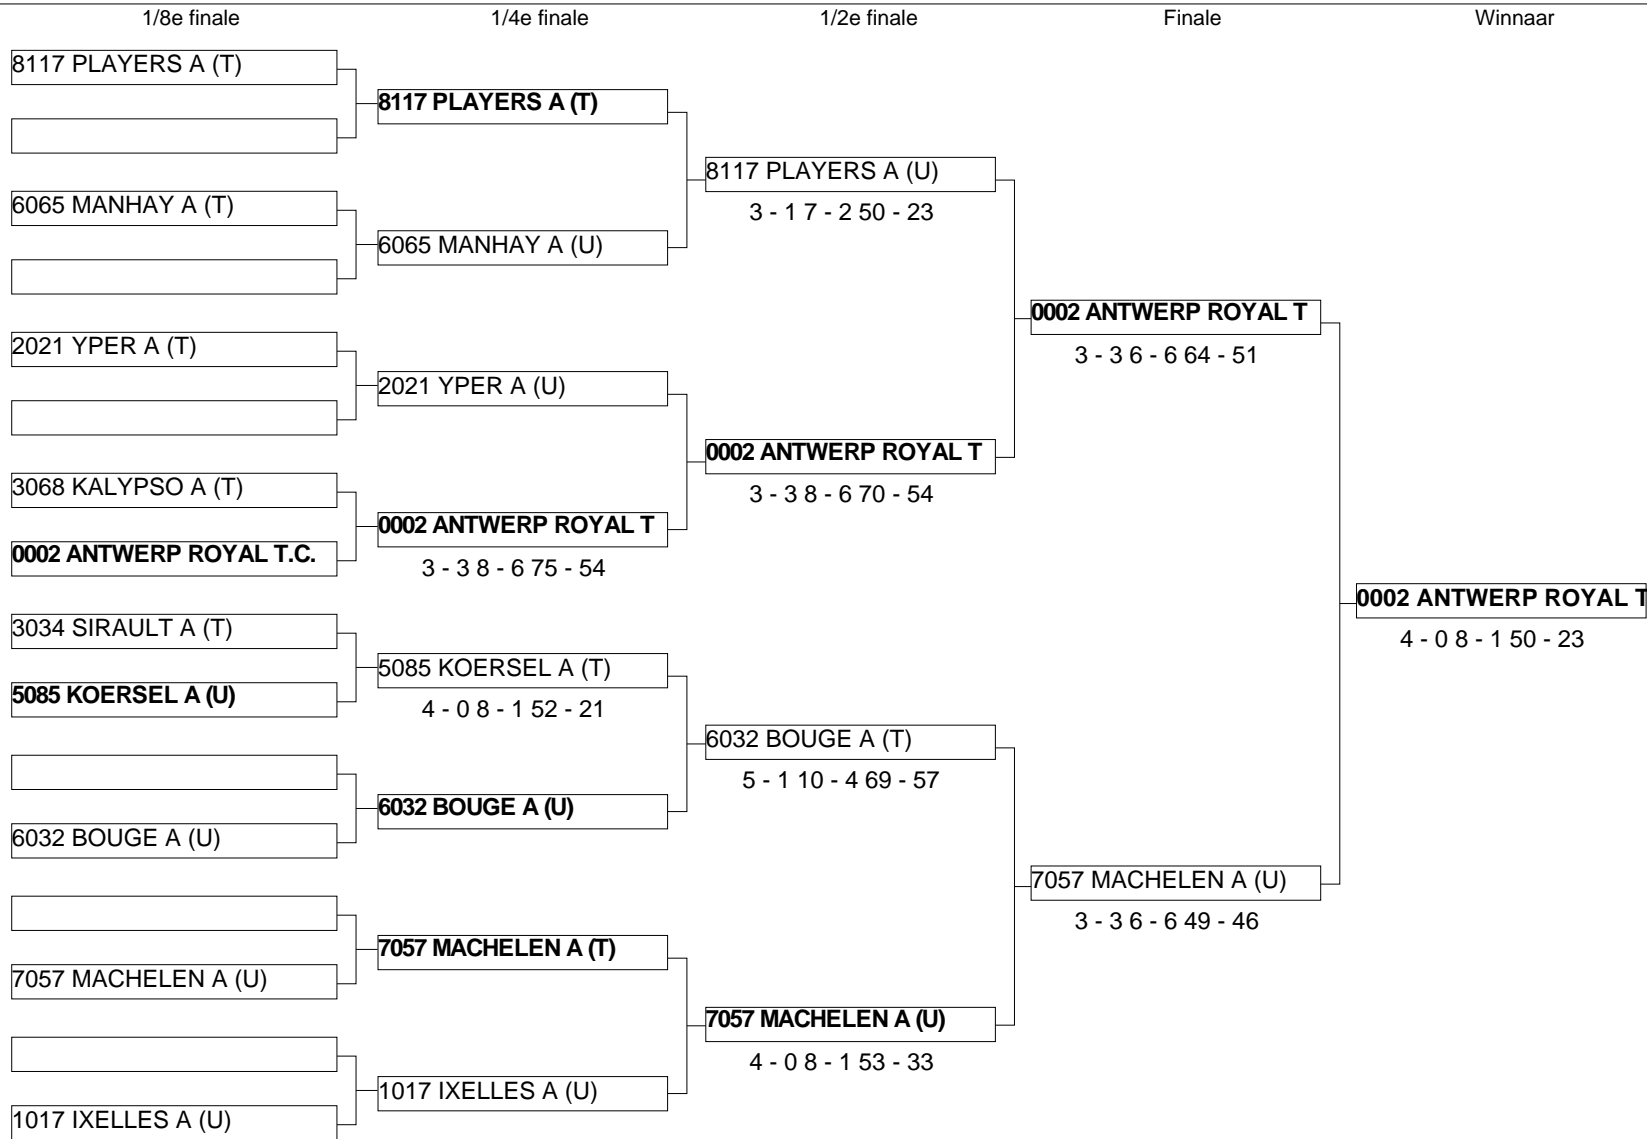 1/8e finale
1/4e finale
1/2e finale
Finale
Winnaar
8117 PLAYERS A (T)
6065 MANHAY A (T)
2021 YPER A (T)
3068 KALYPSO A (T)
0002 ANTWERP ROYAL T.C.
3034 SIRAULT A (T)
5085 KOERSEL A (U)
6032 BOUGE A (U)
7057 MACHELEN A (U)
1017 IXELLES A (U)
8117 PLAYERS A (T)
6065 MANHAY A (U)
2021 YPER A (U)
0002 ANTWERP ROYAL T
3 - 3 8 - 6 75 - 54
5085 KOERSEL A (T)
4 - 0 8 - 1 52 - 21
6032 BOUGE A (U)
7057 MACHELEN A (T)
1017 IXELLES A (U)
8117 PLAYERS A (U)
3 - 1 7 - 2 50 - 23
0002 ANTWERP ROYAL T
3 - 3 8 - 6 70 - 54
6032 BOUGE A (T)
5 - 1 10 - 4 69 - 57
7057 MACHELEN A (U)
4 - 0 8 - 1 53 - 33
0002 ANTWERP ROYAL T
3 - 3 6 - 6 64 - 51
7057 MACHELEN A (U)
3 - 3 6 - 6 49 - 46
0002 ANTWERP ROYAL T
4 - 0 8 - 1 50 - 23